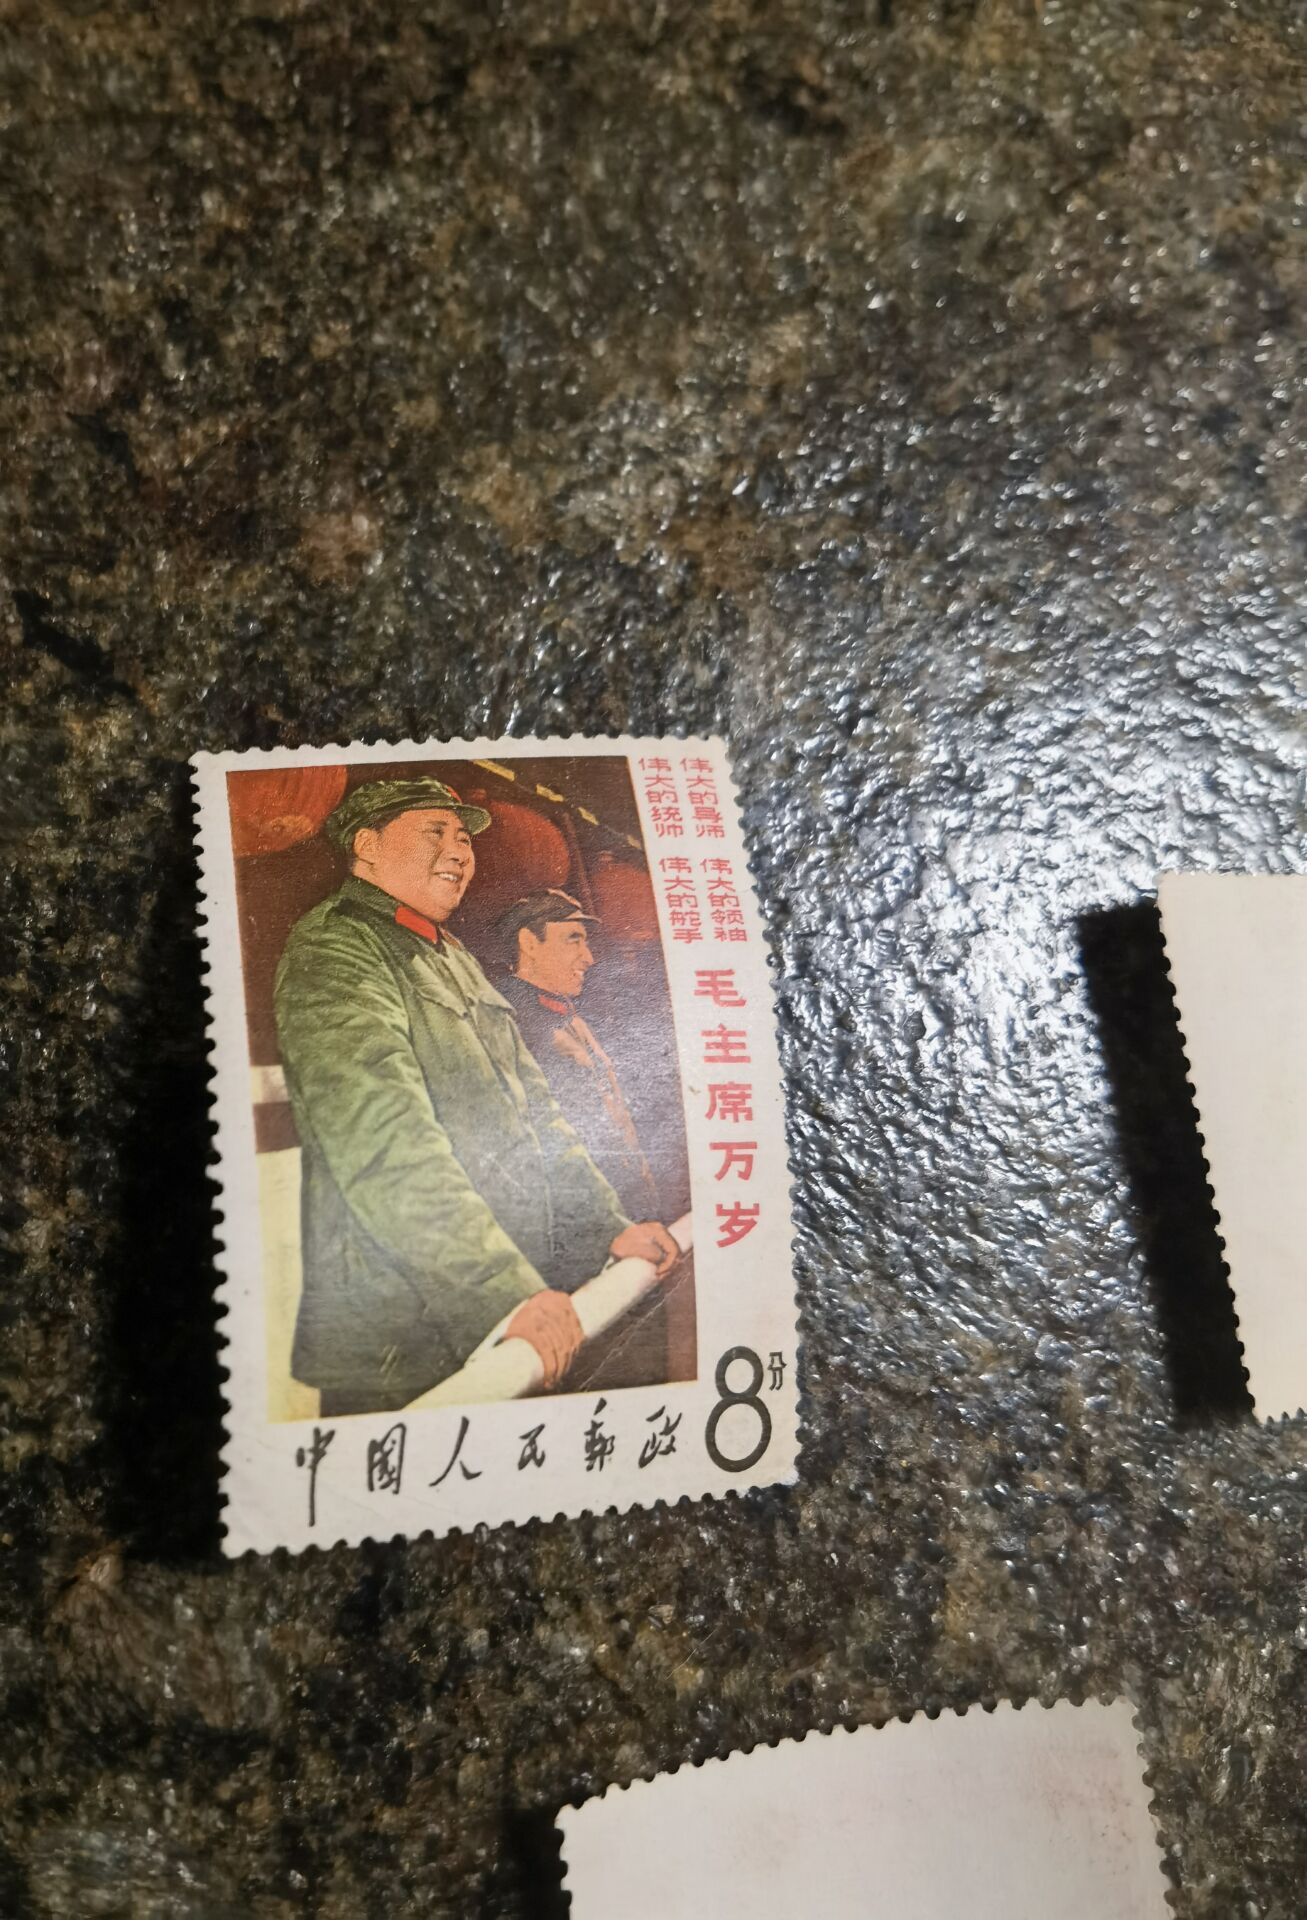 伟大的导师
伟大的领袖
伟大的统帅
伟大的舵手
毛主席万岁
8分
中国人民邮政